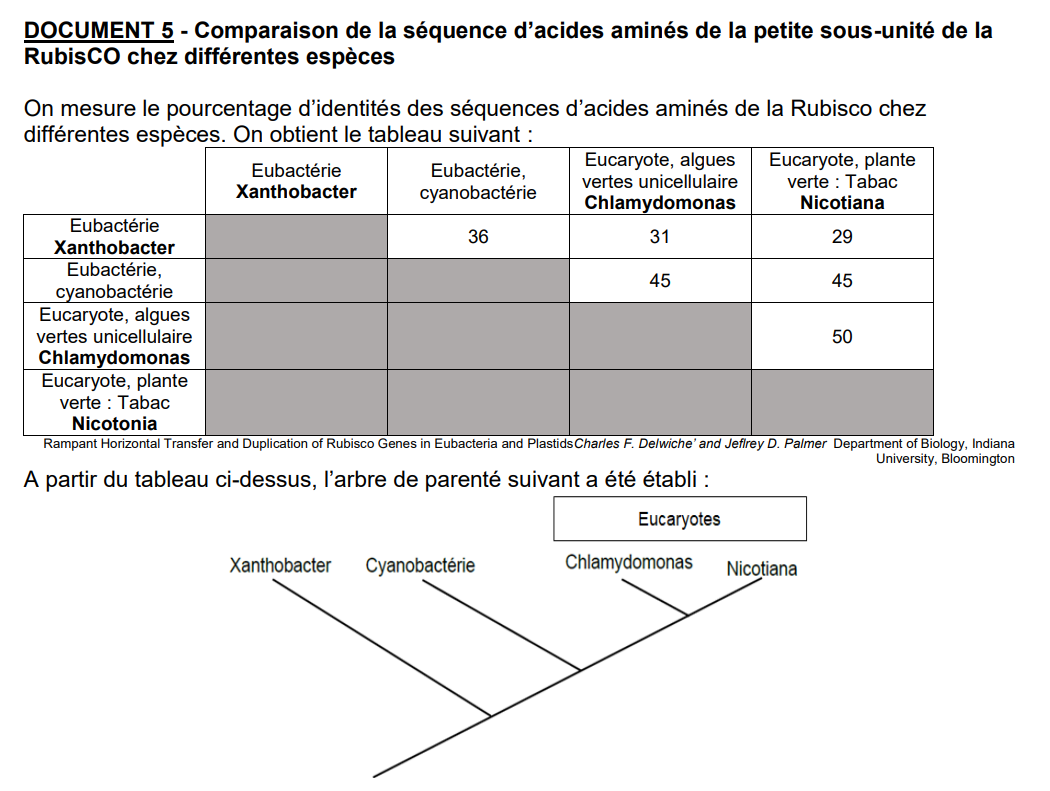 DOCUMENT 5 - Comparaison de la séquence d’acides aminés de la petite sous-unité de la
RubisCO chez différentes espèces
On mesure le pourcentage d’identités des séquences d’acides aminés de la Rubisco chez
différentes espèces. On obtient le tableau suivant :
Eubactérie
Xanthobacter
Eubactérie,
cyanobactérie
Eucaryote, algues
vertes unicellulaire
Chlamydomonas
Eucaryote, plante
verte : Tabac
Nicotiana
Eubactérie
Xanthobacter
36
31
29
Eubactérie,
cyanobactérie
45
45
Eucaryote, algues
vertes unicellulaire
Chlamydomonas
50
Eucaryote, plante
verte : Tabac
Nicotonia
Rampant Horizontal Transfer and Duplication of Rubisco Genes in Eubacteria and Plastids Charles F. Delwiche’ and Jeflrey D. Palmer Department of Biology, Indiana
University, Bloomington
A partir du tableau ci-dessus, l’arbre de parenté suivant a été établi :
Eucaryotes
Xanthobacter
Cyanobactérie
Chlamydomonas
Nicotiana